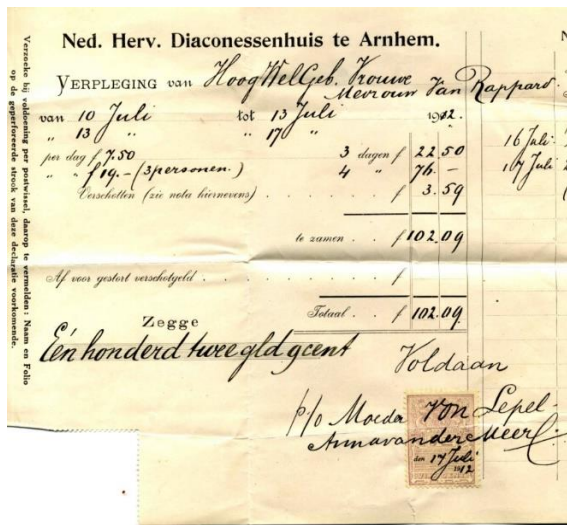 Ned. Herv. Diaconessenhuis te Arnhem.
VERPLEGING van HoogWelGeb. Vrouwe
Mevrouw Van Rappard.
van 10 Juli tot 13 Juli 1912.
„ 13 „ „ 17 „ „
per dag f 7.50 3 dagen f 22.50
„ „ f 19.— (3 personen.) 4 „ 76.—
Verschotten (zie nota hiernevens) . . . f 3.59
te zamen . . f 102.09
Af voor gestort verschotgeld . . . . . . f
Totaal . . f 102.09.
Zegge
Eén honderd twee gld 9 cent
Voldaan
p/o Moeder Von Lepel-
Anna van der Meer
den 17 Juli
1912
Verzoeke bij voldoening per postwissel, daarop te vermelden: Naam en Folio
op de geperforeerde strook van deze declaratie voorkomende.
16 Juli
17 Juli